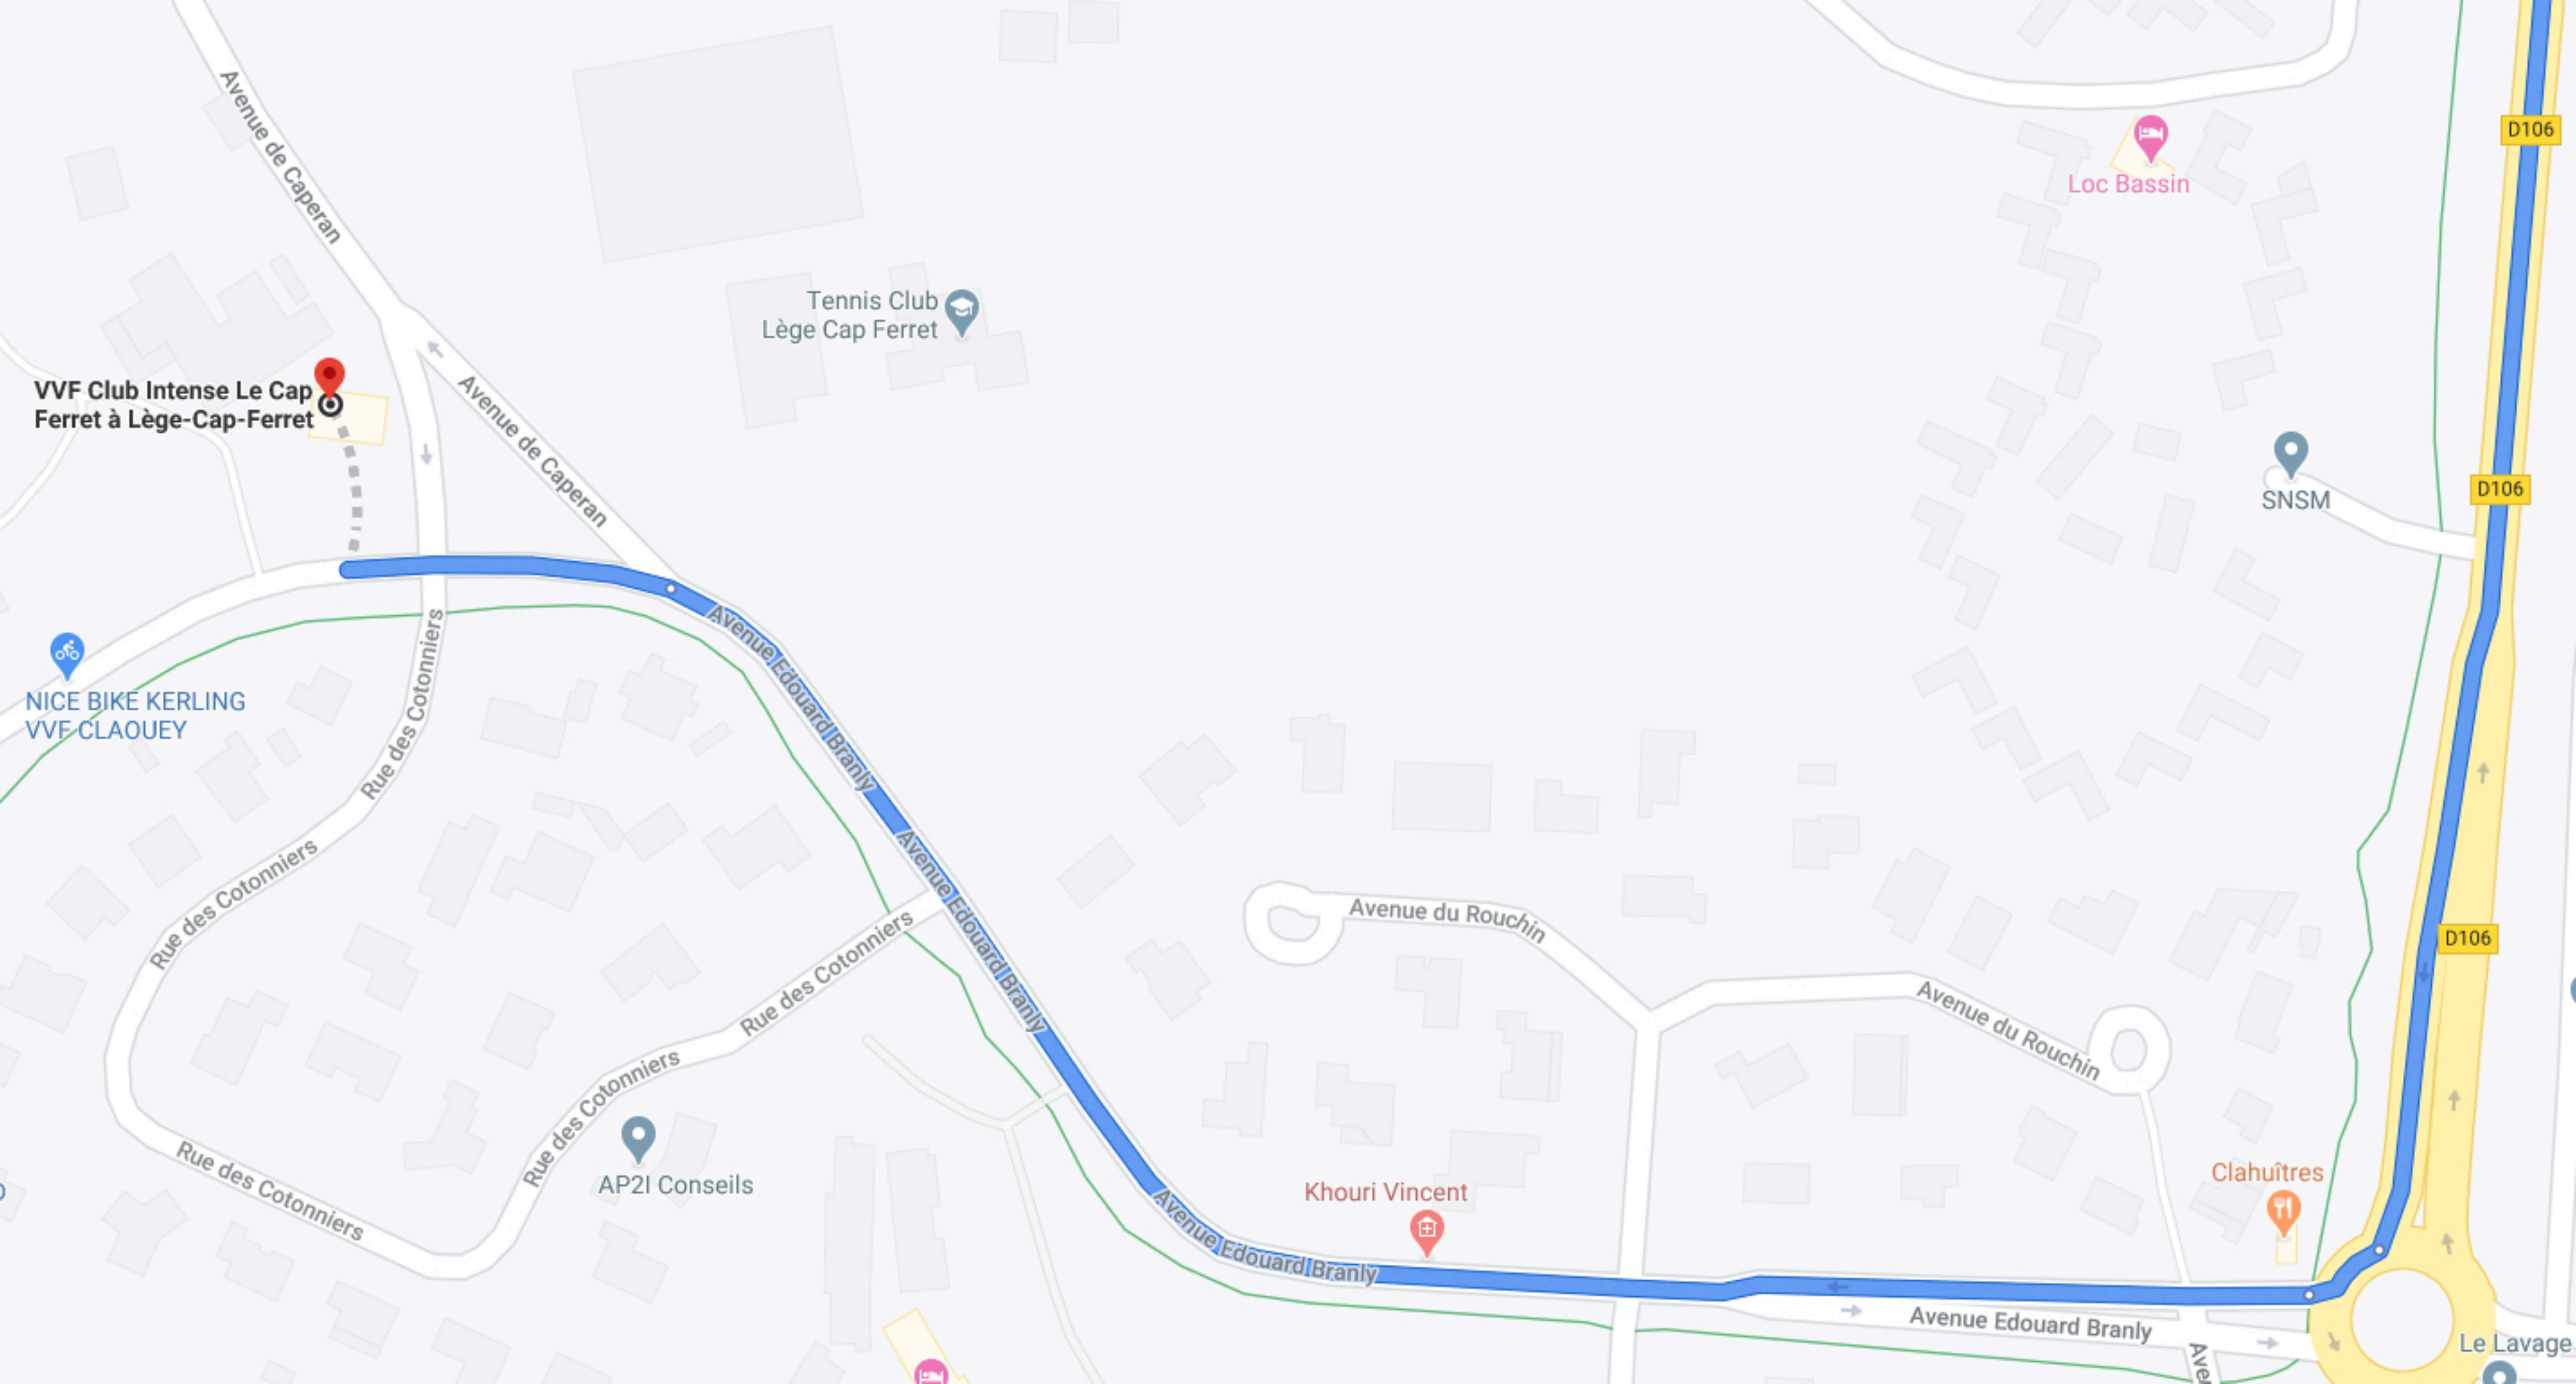 Avenue de Caperan
D106
Loc Bassin
Tennis Club
Lège Cap Ferret
VVF Club Intense Le Cap
Ferret à Lège-Cap-Ferret
Avenue de Caperan
D106
SNSM
Avenue Edouard Branly
NICE BIKE KERLING
VVF CLAOUEY
Rue des Cotonniers
Rue des Cotonniers
Avenue Edouard Branly
Avenue du Rouchin
Rue des Cotonniers
D106
Avenue du Rouchin
Rue des Cotonniers
Rue des Cotonniers
AP2I Conseils
Khouri Vincent
Clahuîtres
Avenue Edouard Branly
Avenue Edouard Branly
Le Lavage
Ave